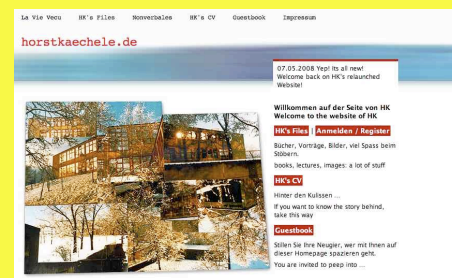 La Vie Vecu HK's Files Nonverbales HK's CV Guestbook Impressum
horstkaechele.de
07.05.2008 Yep! Its all new!
Welcome back on HK's relaunched
Website!
Willkommen auf der Seite von HK
Welcome to the website of HK
HK's Files | Anmelden / Register
Bücher, Vorträge, Bilder, viel Spass beim
Stöbern.
books, lectures, images: a lot of stuff
HK's CV
Hinter den Kulissen ...
If you want to know the story behind,
take this way
Guestbook
Stillen Sie Ihre Neugier, wer mit Ihnen auf
dieser Homepage spazieren geht.
You are invited to peep into ...